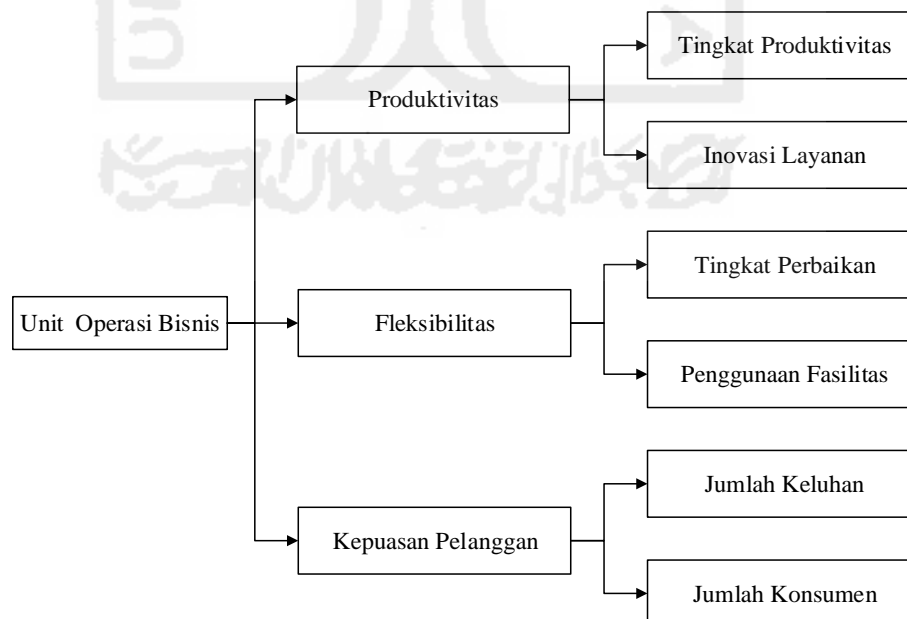 Tingkat Produktivitas
Produktivitas
Inovasi Layanan
Tingkat Perbaikan
Unit Operasi Bisnis
Fleksibilitas
Penggunaan Fasilitas
Jumlah Keluhan
Kepuasan Pelanggan
Jumlah Konsumen